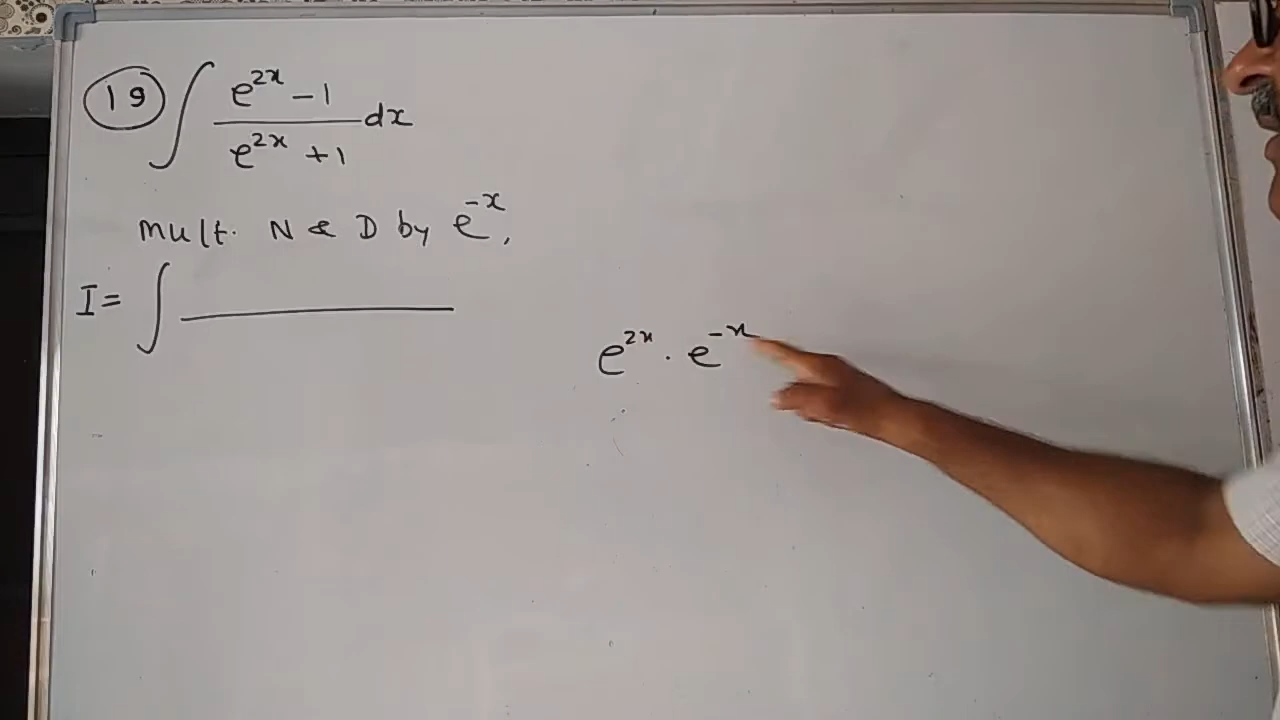 19 ∫ (e^{2x} - 1)/(e^{2x} + 1) dx
mult. N & D by e^{-x},
I = ∫
e^{2x} · e^{-x}